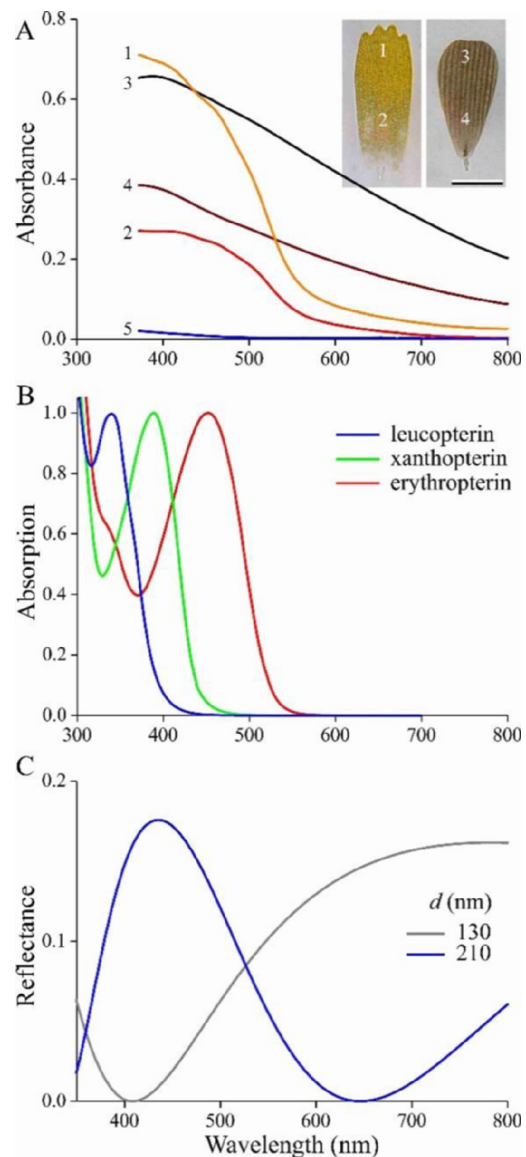 A
0.8
0.6
0.4
0.2
0.0
Absorbance
1
3
4
2
5
1
2
3
4
300 400 500 600 700 800
B
1.0
0.8
0.6
0.4
0.2
0.0
Absorption
leucopterin
xanthopterin
erythropterin
300 400 500 600 700 800
C
0.2
0.1
0.0
Reflectance
d (nm)
130
210
400 500 600 700 800
Wavelength (nm)